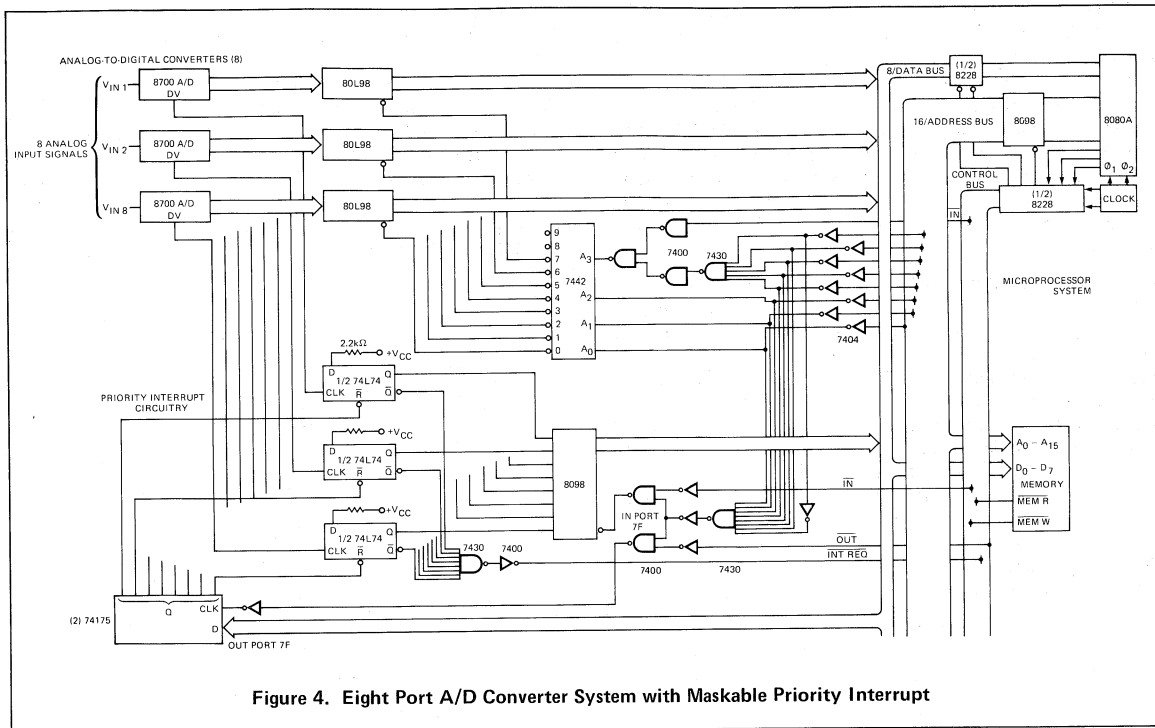 ANALOG-TO-DIGITAL CONVERTERS (8)
8 ANALOG
INPUT SIGNALS
VIN 1
8700 A/D
DV
80L98
VIN 2
8700 A/D
DV
80L98
VIN 8
8700 A/D
DV
80L98
8/DATA BUS
(1/2)
8228
16/ADDRESS BUS
8098
8080A
Ø1 Ø2
CONTROL
BUS
(1/2)
8228
CLOCK
IN
MICROPROCESSOR
SYSTEM
9
8
7
6
5
4
3
2
1
0
7442
A3
A2
A1
A0
7400
7430
7404
2.2kΩ
+VCC
D
Q
1/2 74L74
CLK
R
Q
PRIORITY INTERRUPT
CIRCUITRY
+VCC
D
Q
1/2 74L74
CLK
R
Q
+VCC
D
Q
1/2 74L74
CLK
R
Q
8098
IN
IN PORT
7F
OUT
INT REQ
7430
7400
7400
7430
A0 – A15
D0 – D7
MEMORY
MEM R
MEM W
(2) 74175
Q
CLK
D
OUT PORT 7F
Figure 4. Eight Port A/D Converter System with Maskable Priority Interrupt